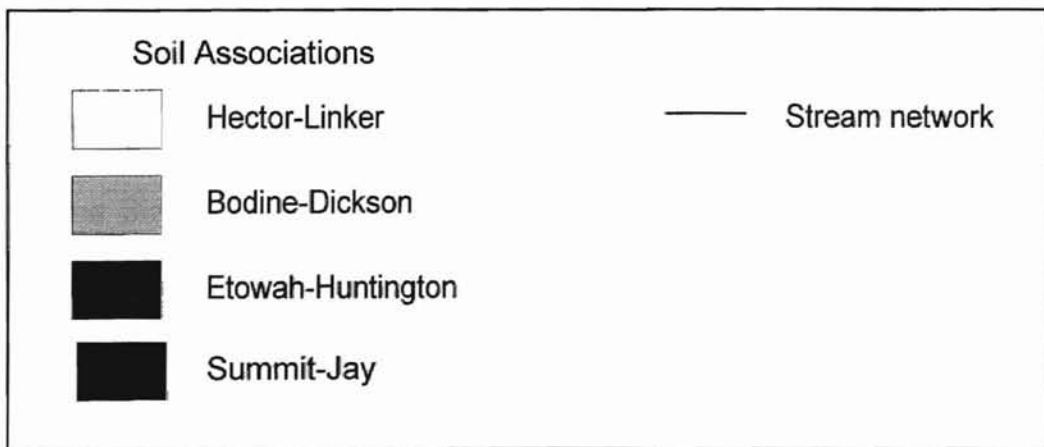 Soil Associations
Hector-Linker
Stream network
Bodine-Dickson
Etowah-Huntington
Summit-Jay